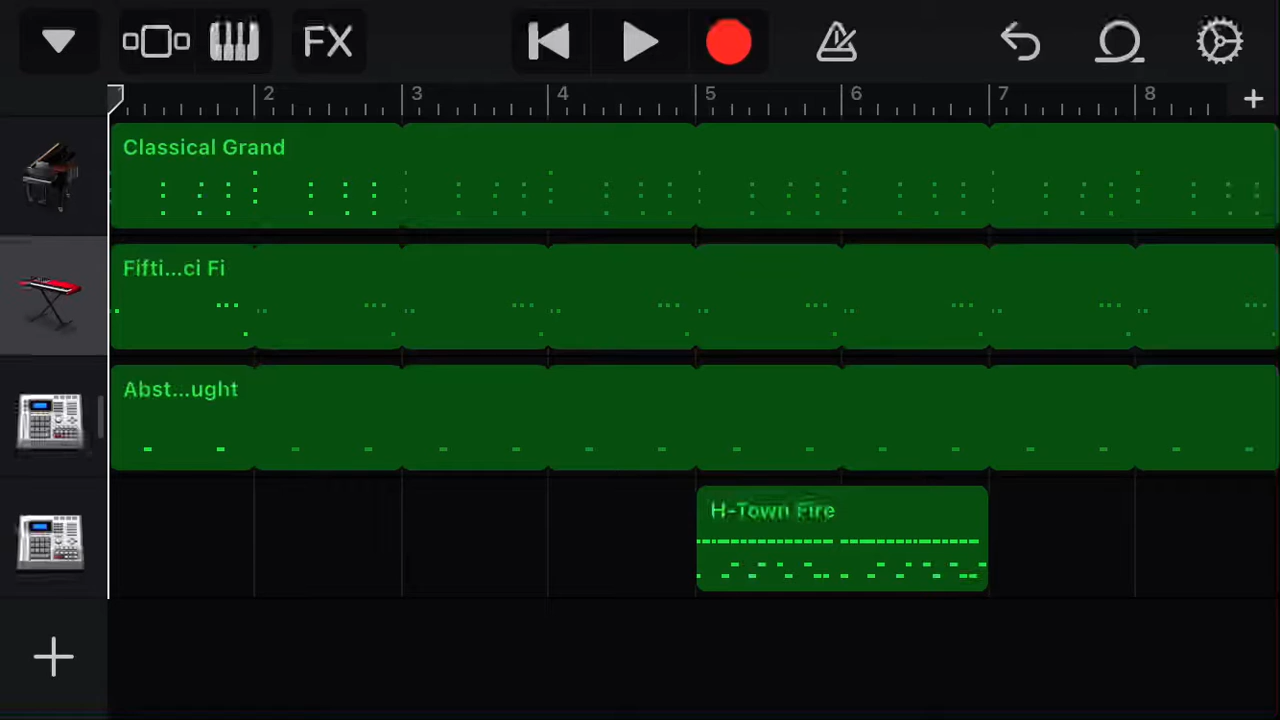 FX
2 3 4 5 6 7 8
Classical Grand
Fifti...ci Fi
Abst...ught
H-Town Fire